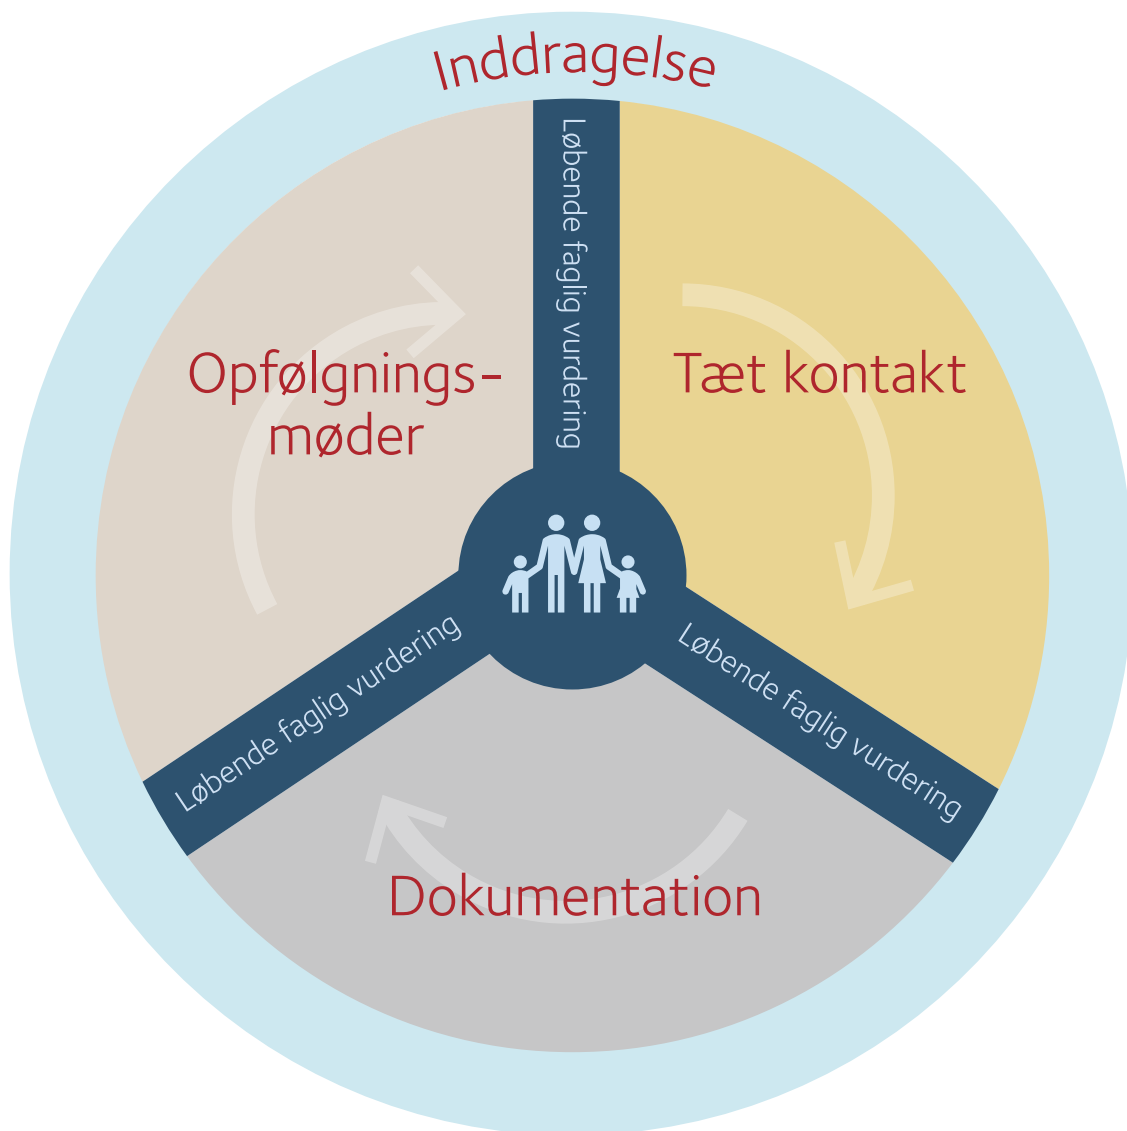 Inddragelse
Løbende faglig vurdering
Opfølgnings-
møder
Tæt kontakt
Løbende faglig vurdering
Løbende faglig vurdering
Dokumentation